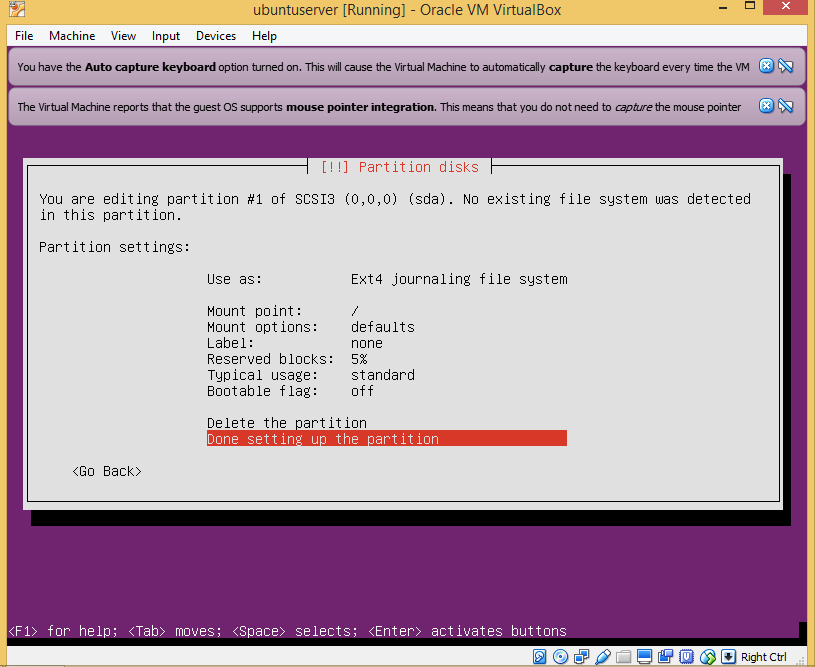 ubuntuserver [Running] - Oracle VM VirtualBox
File Machine View Input Devices Help
You have the Auto capture keyboard option turned on. This will cause the Virtual Machine to automatically capture the keyboard every time the VM
The Virtual Machine reports that the guest OS supports mouse pointer integration. This means that you do not need to capture the mouse pointer
[!!] Partition disks
You are editing partition #1 of SCSI3 (0,0,0) (sda). No existing file system was detected
in this partition.
Partition settings:
Use as: Ext4 journaling file system
Mount point: /
Mount options: defaults
Label: none
Reserved blocks: 5%
Typical usage: standard
Bootable flag: off
Delete the partition
Done setting up the partition
<Go Back>
<F1> for help; <Tab> moves; <Space> selects; <Enter> activates buttons
Right Ctrl